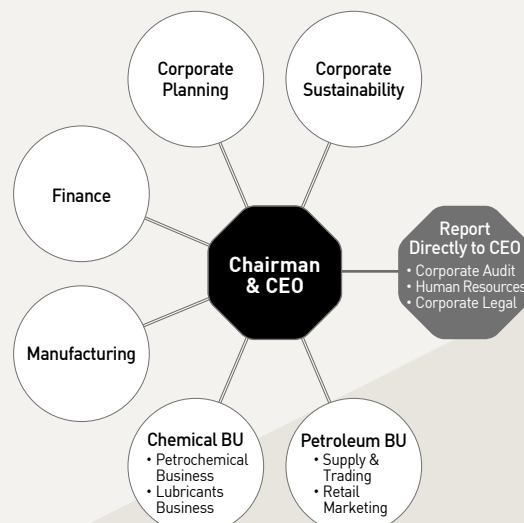 Corporate
Planning
Corporate
Sustainability
Finance
Chairman
& CEO
Report
Directly to CEO
• Corporate Audit
• Human Resources
• Corporate Legal
Manufacturing
Chemical BU
• Petrochemical
Business
• Lubricants
Business
Petroleum BU
• Supply &
Trading
• Retail
Marketing